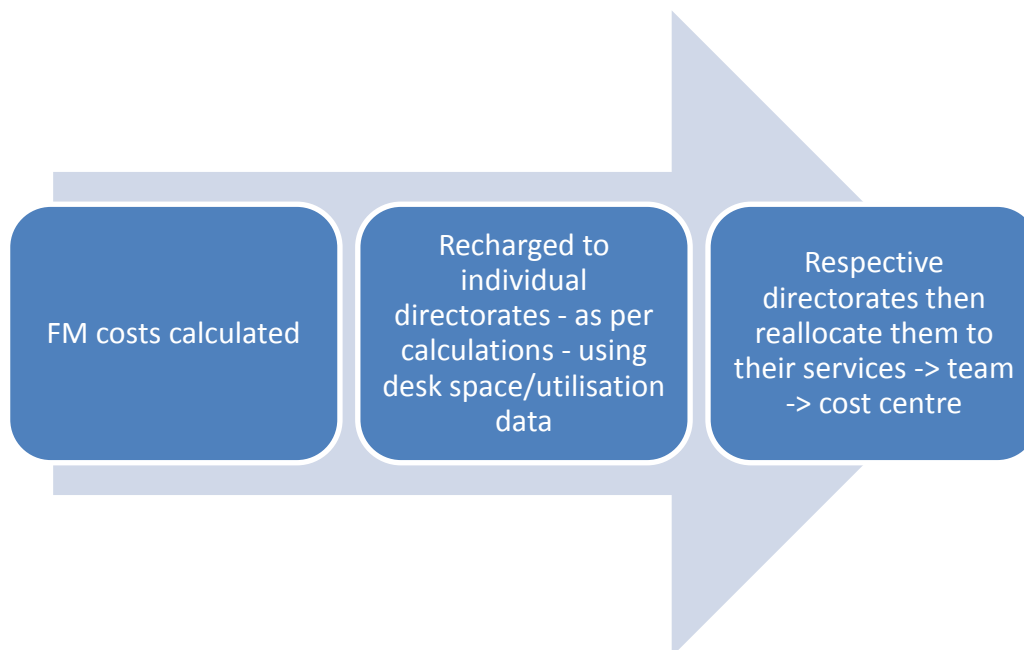 FM costs calculated
Recharged to
individual
directorates - as per
calculations - using
desk space/utilisation
data
Respective
directorates then
reallocate them to
their services -> team
-> cost centre